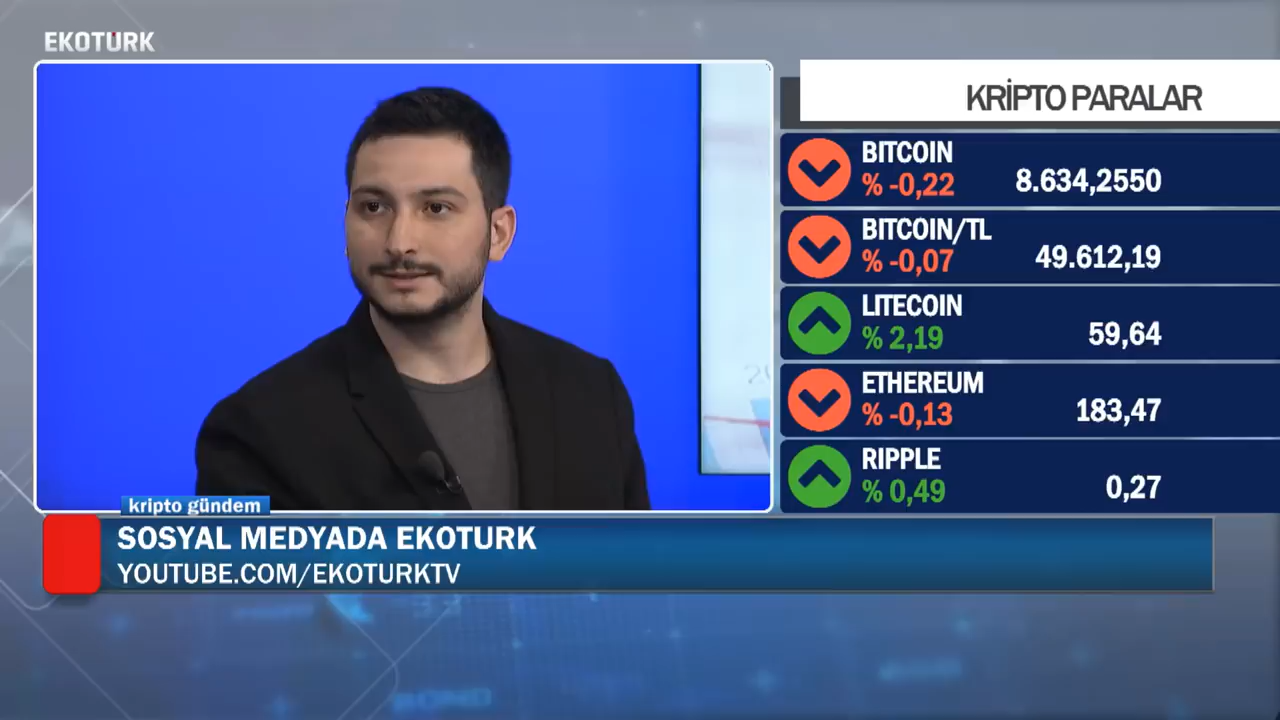 EKOTÜRK
KRİPTO PARALAR
BITCOIN
% -0,22
8.634,2550
BITCOIN/TL
% -0,07
49.612,19
LITECOIN
% 2,19
59,64
ETHEREUM
% -0,13
183,47
RIPPLE
% 0,49
0,27
kripto gündem
SOSYAL MEDYADA EKOTURK
YOUTUBE.COM/EKOTURKTV